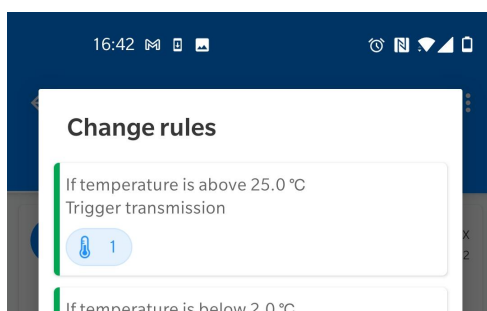 16:42
Change rules
If temperature is above 25.0 °C
Trigger transmission
1
X
2
If temperature is below 2.0 °C